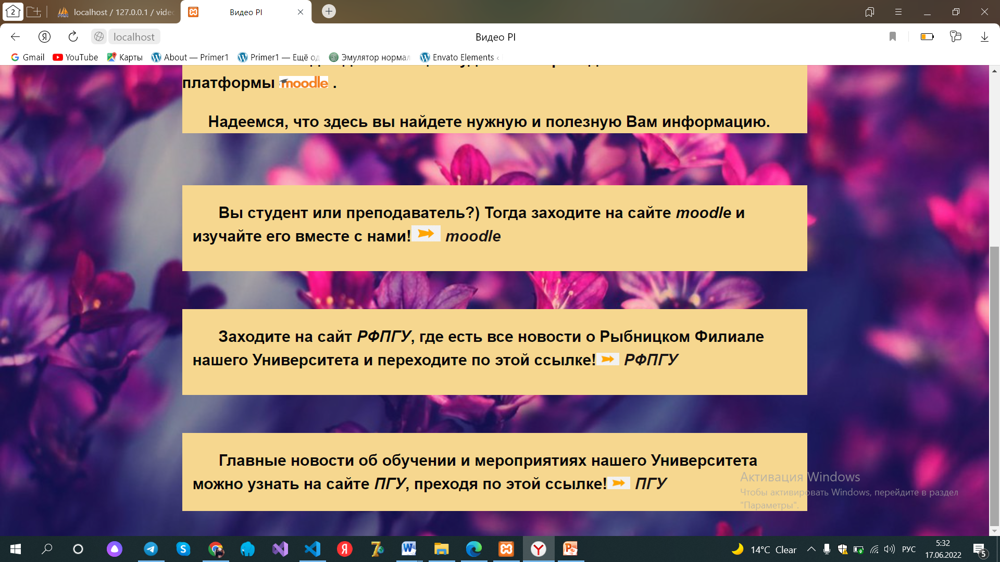 2
localhost / 127.0.0.1 / vide
Видео PI
localhost
Видео PI
Gmail
YouTube
Карты
About — Primer1
Primer1 — Ещё од
Эмулятор нормал
Envato Elements ‹
платформы moodle .
Надеемся, что здесь вы найдете нужную и полезную Вам информацию.
Вы студент или преподаватель?) Тогда заходите на сайте moodle и
изучайте его вместе с нами! moodle
Заходите на сайт РФПГУ, где есть все новости о Рыбницком Филиале
нашего Университета и переходите по этой ссылке! РФПГУ
Главные новости об обучении и мероприятиях нашего Университета
можно узнать на сайте ПГУ, преходя по этой ссылке! ПГУ
Активация Windows
Чтобы активировать Windows, перейдите в раздел
"Параметры".
14°C Clear
РУС
5:32
17.06.2022
5